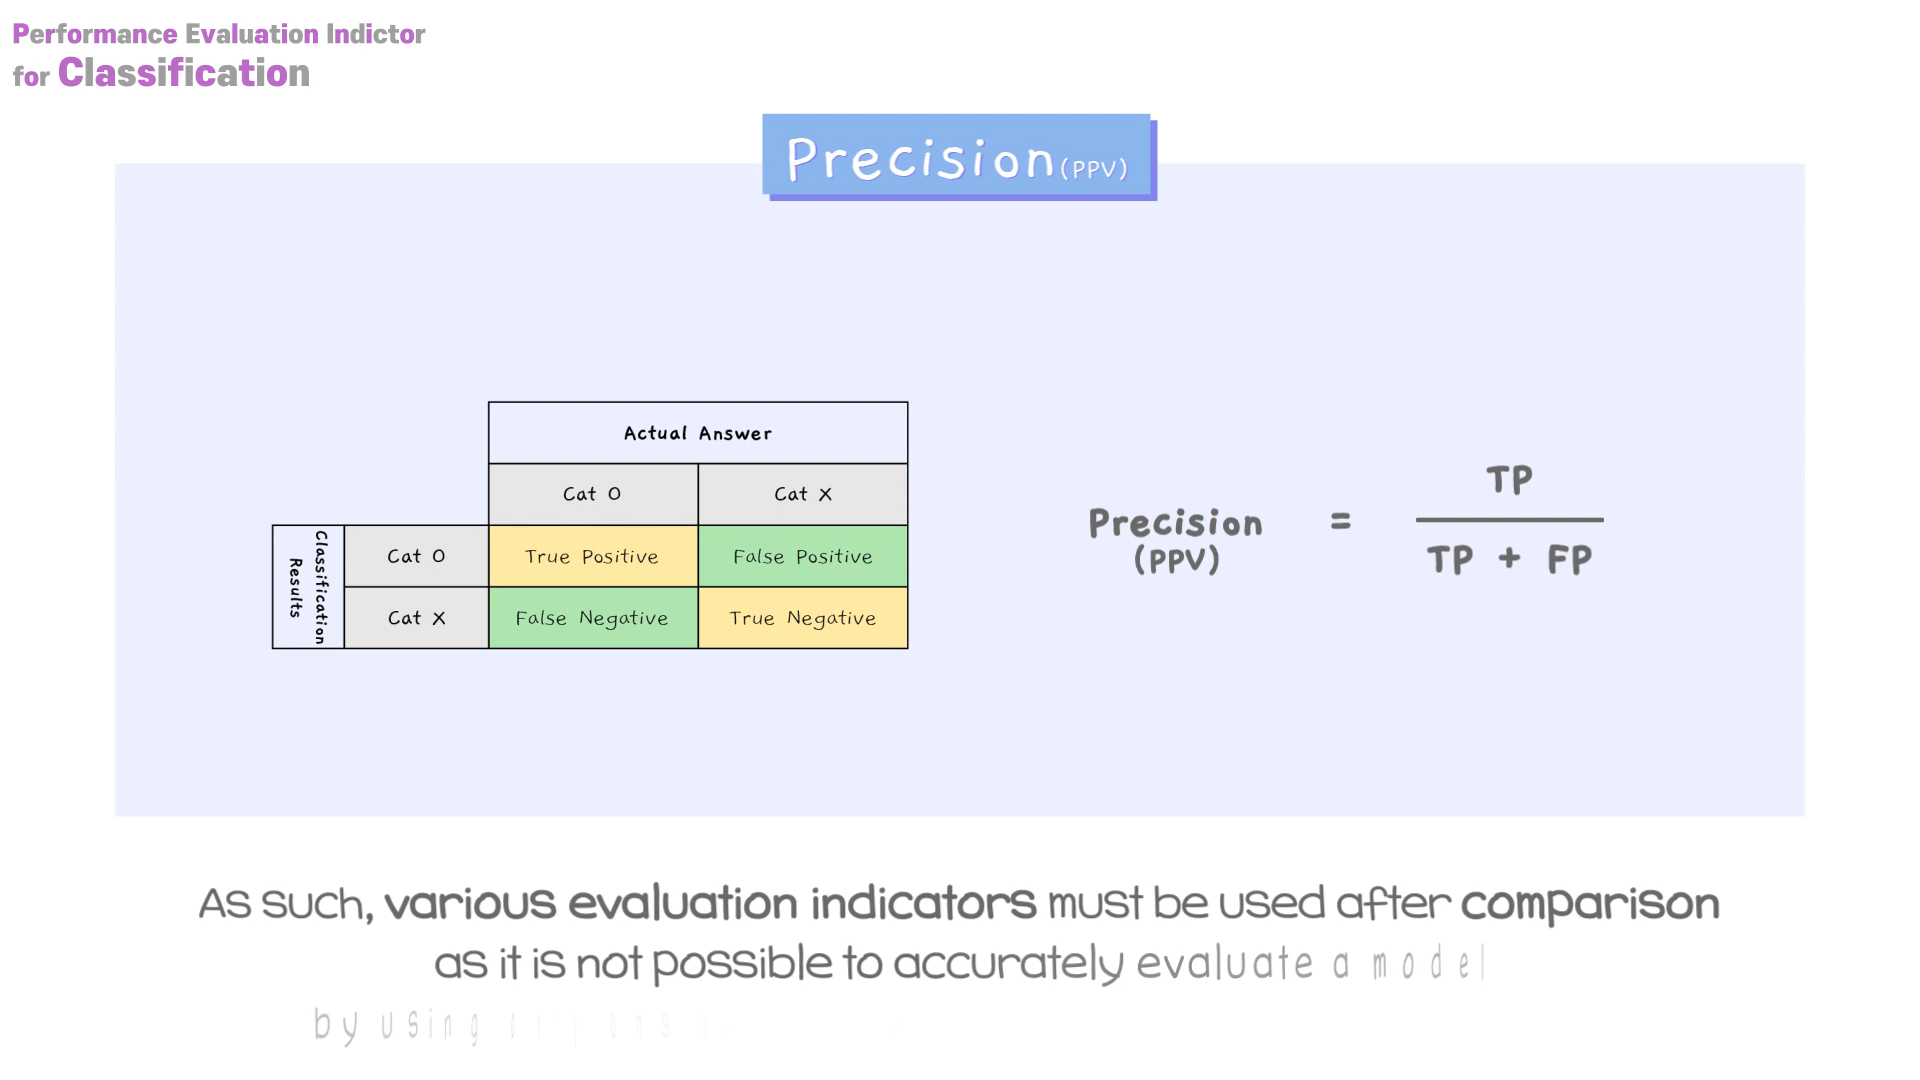 Performance Evaluation Indictor
for Classification
Precision(PPV)
Actual Answer
Cat O
Cat X
Classification
Results
Cat O
True Positive
False Positive
Cat X
False Negative
True Negative
Precision
(PPV)
=
TP
TP + FP
As such, various evaluation indicators must be used after comparison
as it is not possible to accurately evaluate a model
by using